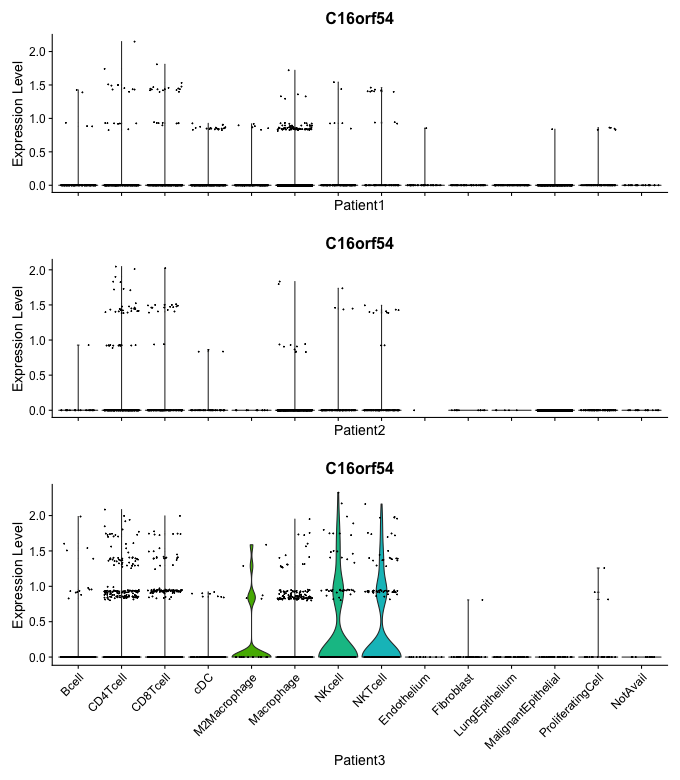 C16orf54
Expression Level
2.0
1.5
1.0
0.5
0.0
Patient1
C16orf54
Expression Level
2.0
1.5
1.0
0.5
0.0
Patient2
C16orf54
Expression Level
2.0
1.5
1.0
0.5
0.0
Bcell
CD4Tcell
CD8Tcell
cDC
M2Macrophage
Macrophage
NKcell
NKTcell
Endothelium
Fibroblast
LungEpithelium
MalignantEpithelial
ProliferatingCell
NotAvail
Patient3